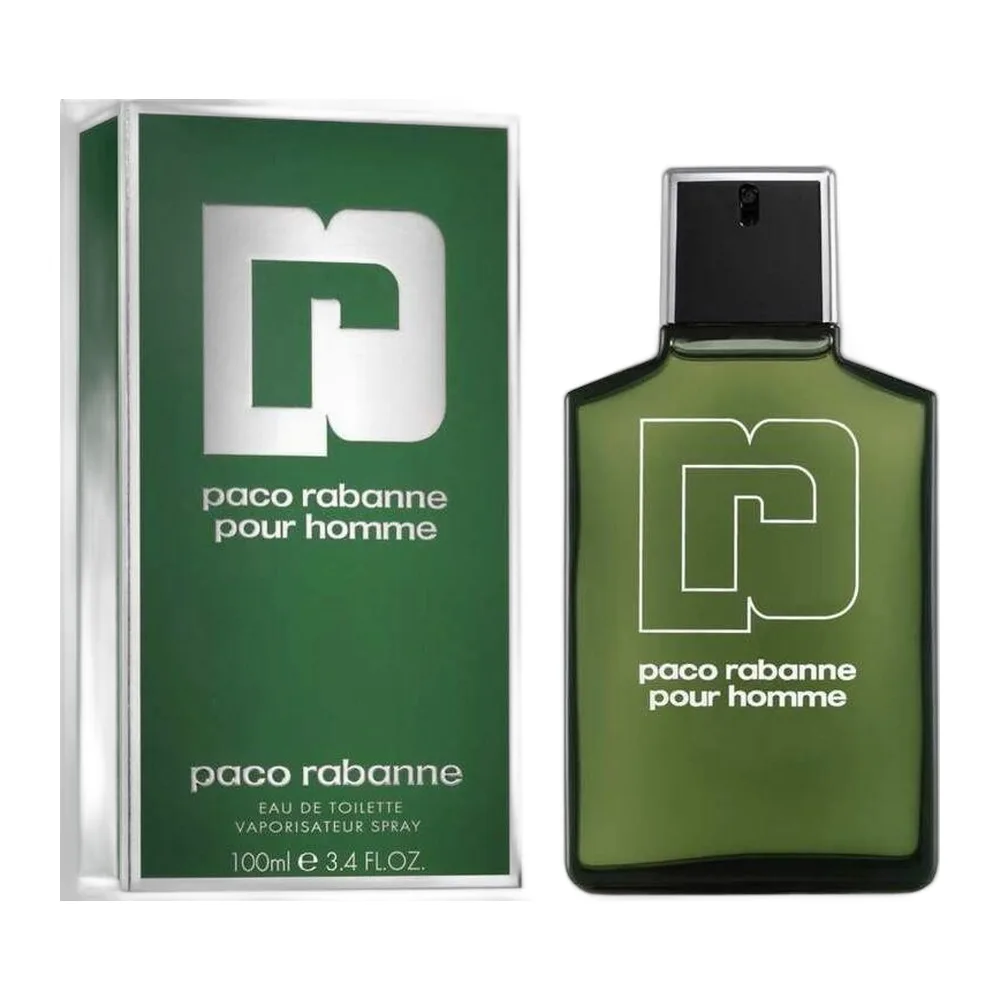 paco rabanne
pour homme
paco rabanne
EAU DE TOILETTE
VAPORISATEUR SPRAY
100ml e 3.4 FL.OZ.
paco rabanne
pour homme